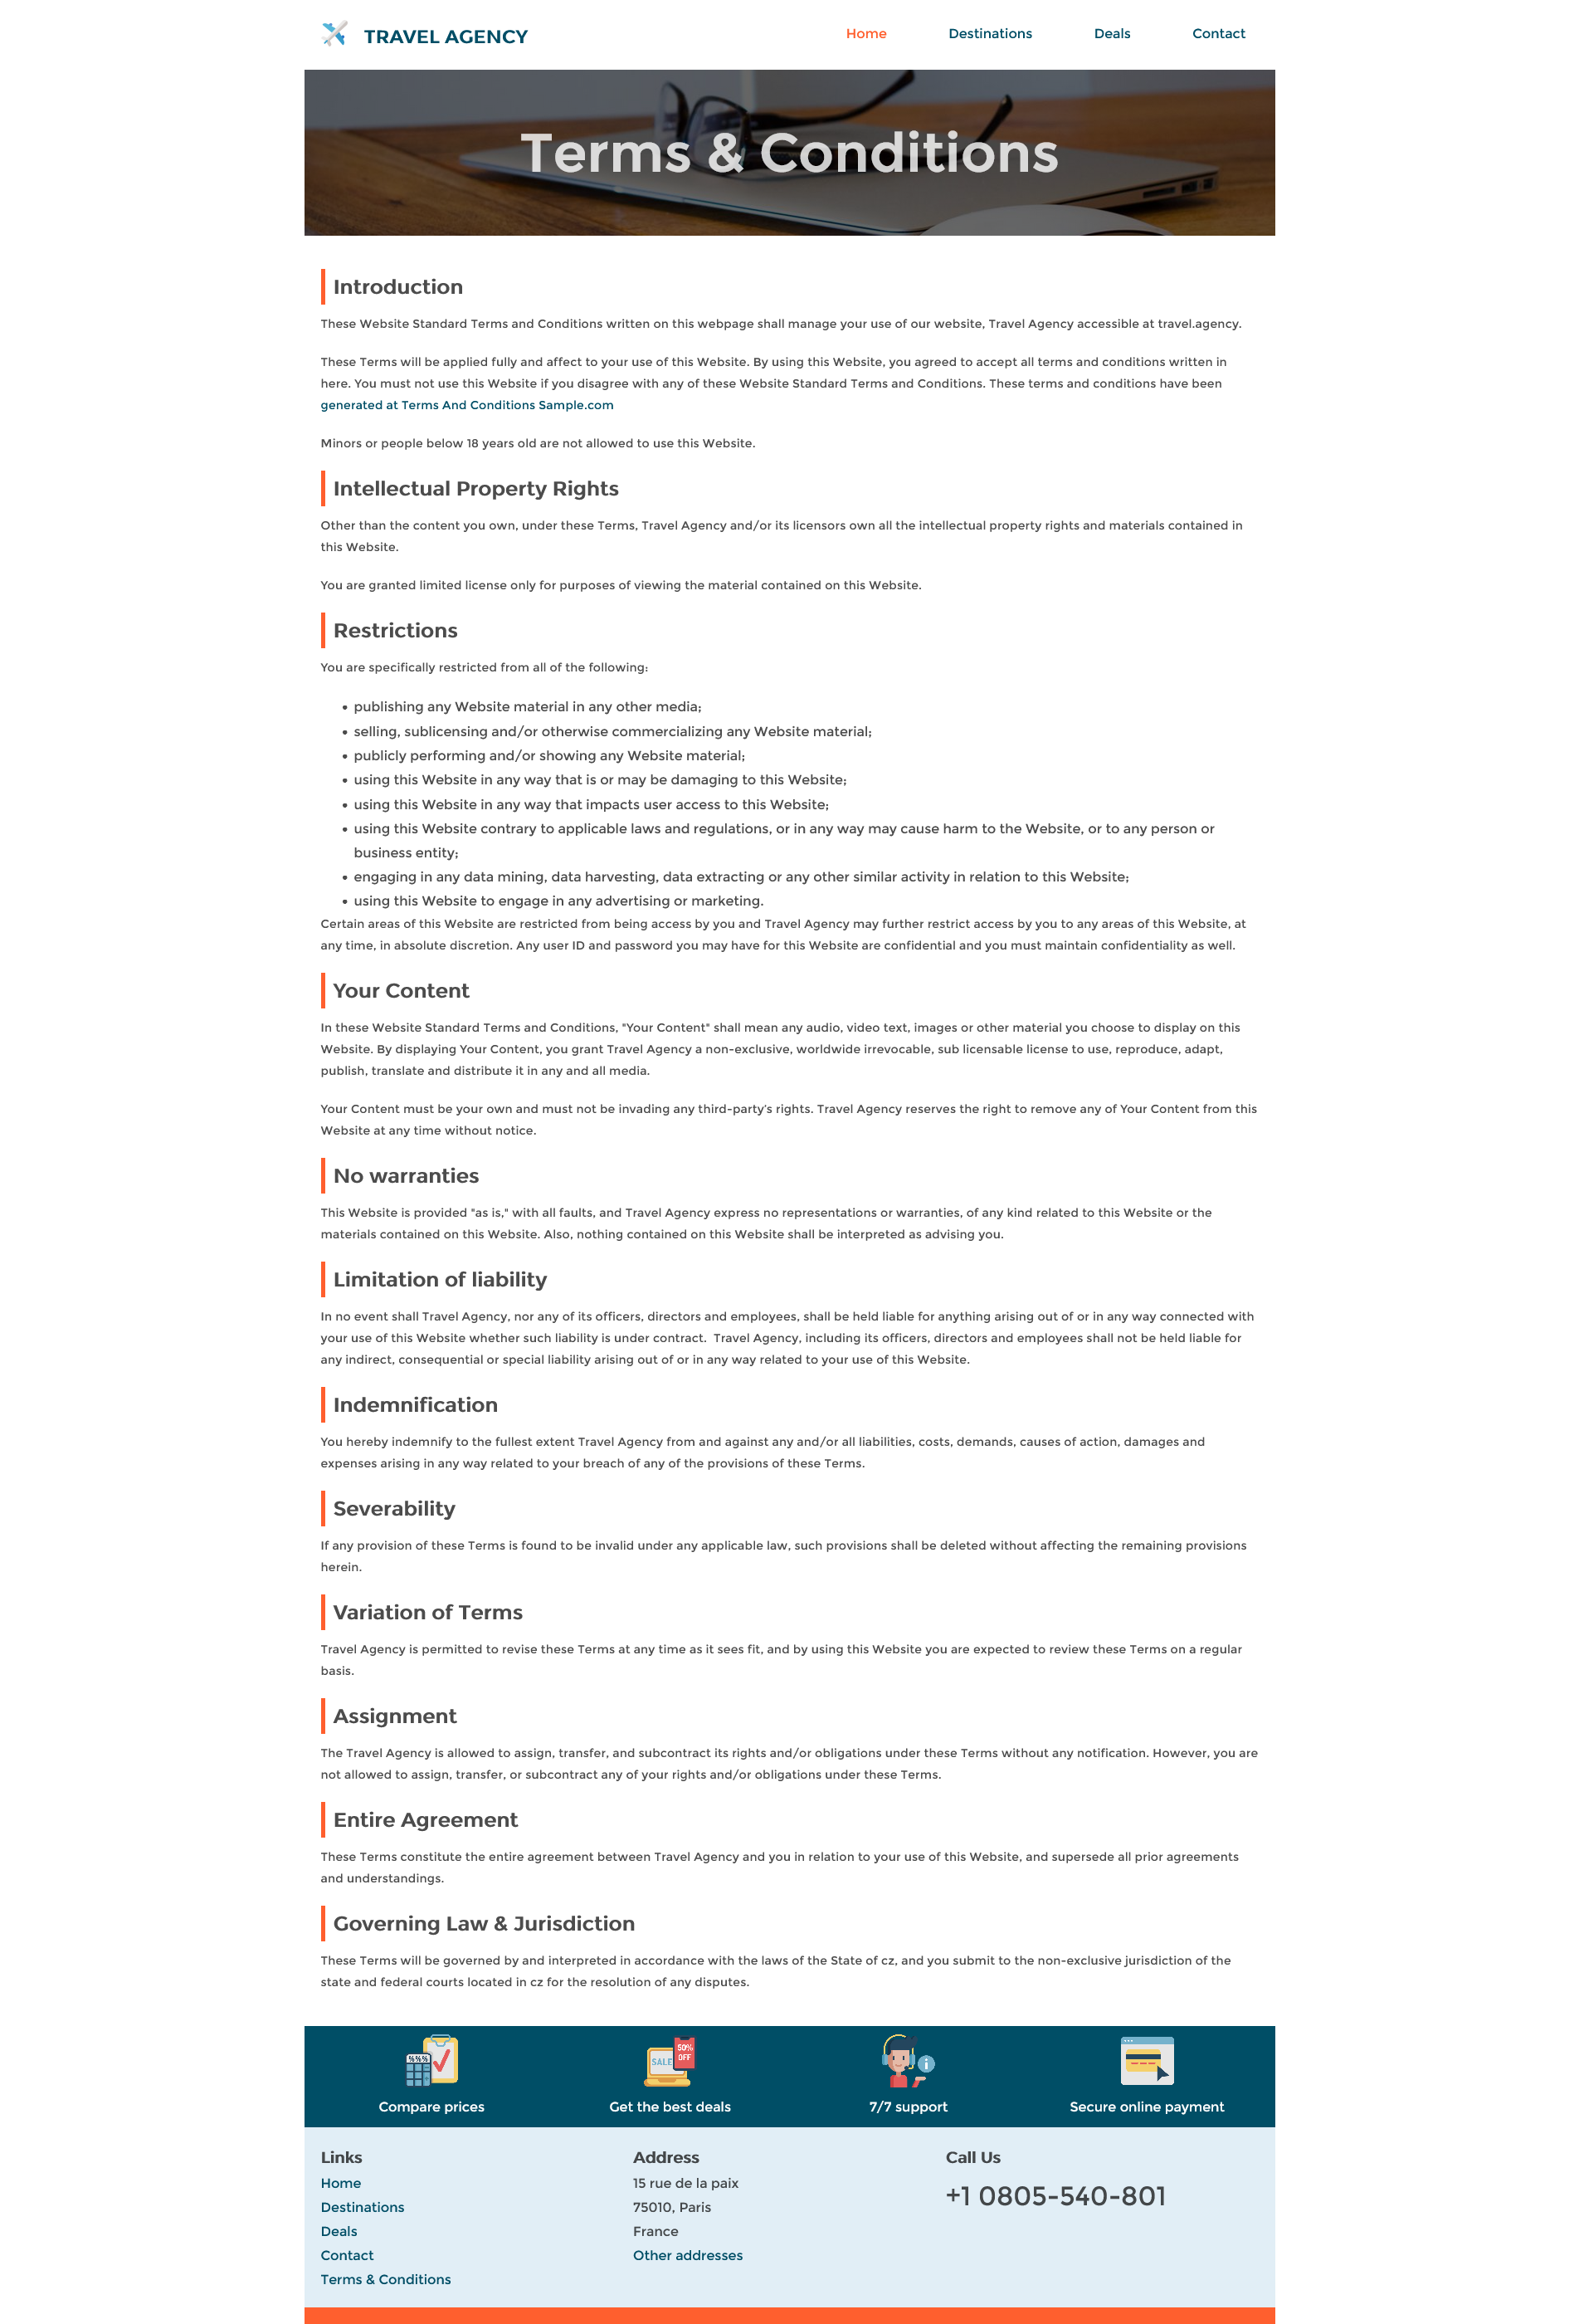 TRAVEL AGENCY
Home
Destinations
Deals
Contact
Terms & Conditions
Introduction
These Website Standard Terms and Conditions written on this webpage shall manage your use of our website, Travel Agency accessible at travel.agency.
These Terms will be applied fully and affect to your use of this Website. By using this Website, you agreed to accept all terms and conditions written in
here. You must not use this Website if you disagree with any of these Website Standard Terms and Conditions. These terms and conditions have been
generated at Terms And Conditions Sample.com
Minors or people below 18 years old are not allowed to use this Website.
Intellectual Property Rights
Other than the content you own, under these Terms, Travel Agency and/or its licensors own all the intellectual property rights and materials contained in
this Website.
You are granted limited license only for purposes of viewing the material contained on this Website.
Restrictions
You are specifically restricted from all of the following:
• publishing any Website material in any other media;
• selling, sublicensing and/or otherwise commercializing any Website material;
• publicly performing and/or showing any Website material;
• using this Website in any way that is or may be damaging to this Website;
• using this Website in any way that impacts user access to this Website;
• using this Website contrary to applicable laws and regulations, or in any way may cause harm to the Website, or to any person or
business entity;
• engaging in any data mining, data harvesting, data extracting or any other similar activity in relation to this Website;
• using this Website to engage in any advertising or marketing.
Certain areas of this Website are restricted from being access by you and Travel Agency may further restrict access by you to any areas of this Website, at
any time, in absolute discretion. Any user ID and password you may have for this Website are confidential and you must maintain confidentiality as well.
Your Content
In these Website Standard Terms and Conditions, "Your Content" shall mean any audio, video text, images or other material you choose to display on this
Website. By displaying Your Content, you grant Travel Agency a non-exclusive, worldwide irrevocable, sub licensable license to use, reproduce, adapt,
publish, translate and distribute it in any and all media.
Your Content must be your own and must not be invading any third-party's rights. Travel Agency reserves the right to remove any of Your Content from this
Website at any time without notice.
No warranties
This Website is provided "as is," with all faults, and Travel Agency express no representations or warranties, of any kind related to this Website or the
materials contained on this Website. Also, nothing contained on this Website shall be interpreted as advising you.
Limitation of liability
In no event shall Travel Agency, nor any of its officers, directors and employees, shall be held liable for anything arising out of or in any way connected with
your use of this Website whether such liability is under contract.  Travel Agency, including its officers, directors and employees shall not be held liable for
any indirect, consequential or special liability arising out of or in any way related to your use of this Website.
Indemnification
You hereby indemnify to the fullest extent Travel Agency from and against any and/or all liabilities, costs, demands, causes of action, damages and
expenses arising in any way related to your breach of any of the provisions of these Terms.
Severability
If any provision of these Terms is found to be invalid under any applicable law, such provisions shall be deleted without affecting the remaining provisions
herein.
Variation of Terms
Travel Agency is permitted to revise these Terms at any time as it sees fit, and by using this Website you are expected to review these Terms on a regular
basis.
Assignment
The Travel Agency is allowed to assign, transfer, and subcontract its rights and/or obligations under these Terms without any notification. However, you are
not allowed to assign, transfer, or subcontract any of your rights and/or obligations under these Terms.
Entire Agreement
These Terms constitute the entire agreement between Travel Agency and you in relation to your use of this Website, and supersede all prior agreements
and understandings.
Governing Law & Jurisdiction
These Terms will be governed by and interpreted in accordance with the laws of the State of cz, and you submit to the non-exclusive jurisdiction of the
state and federal courts located in cz for the resolution of any disputes.
%%%
SALE
50%
OFF
Compare prices
Get the best deals
7/7 support
Secure online payment
Links
Home
Destinations
Deals
Contact
Terms & Conditions
Address
15 rue de la paix
75010, Paris
France
Other addresses
Call Us
+1 0805-540-801